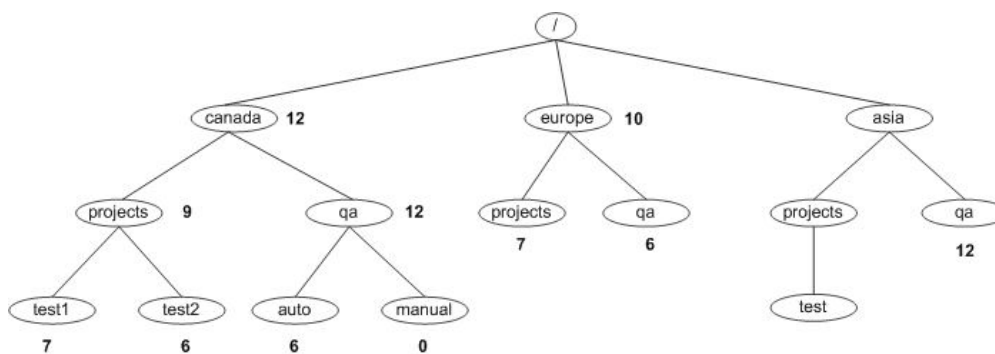 /
canada 12 europe 10 asia
projects 9 qa 12 projects qa projects qa
7 6 12
test1 test2 auto manual test
7 6 6 0